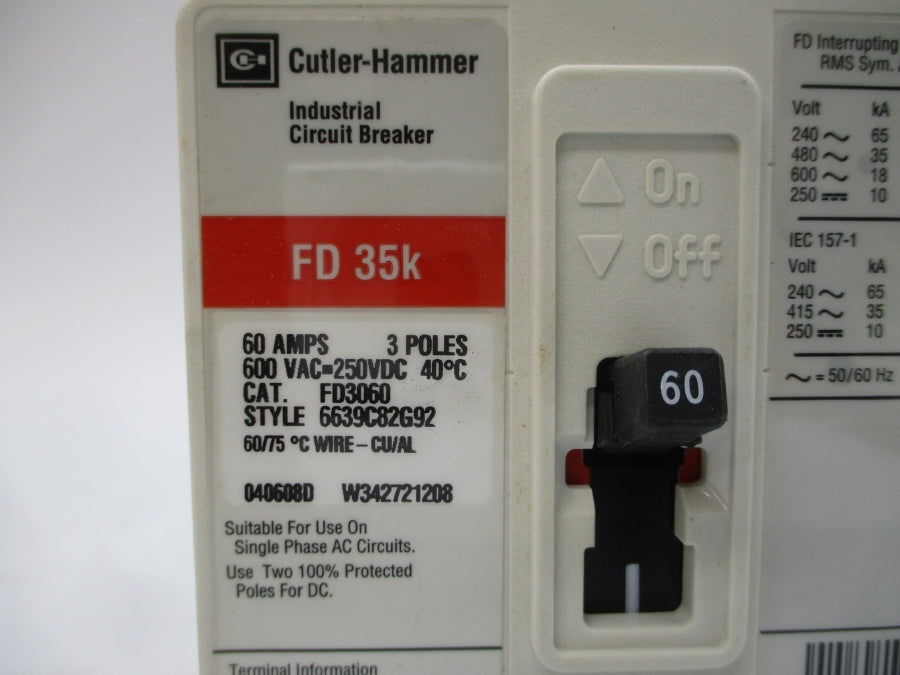 Cutler-Hammer
Industrial
Circuit Breaker
FD 35k
60 AMPS 3 POLES
600 VAC=250VDC 40°C
CAT. FD3060
STYLE 6639C82G92
60/75 °C WIRE-CU/AL
040608D W342721208
Suitable For Use On
Single Phase AC Circuits.
Use Two 100% Protected
Poles For DC.
Terminal Information
On
Off
60
FD Interrupting
RMS Sym.
Volt kA
240 ~ 65
480 ~ 35
600 ~ 18
250 ⎓ 10
IEC 157-1
Volt kA
240 ~ 65
415 ~ 35
250 ⎓ 10
~ = 50/60 Hz